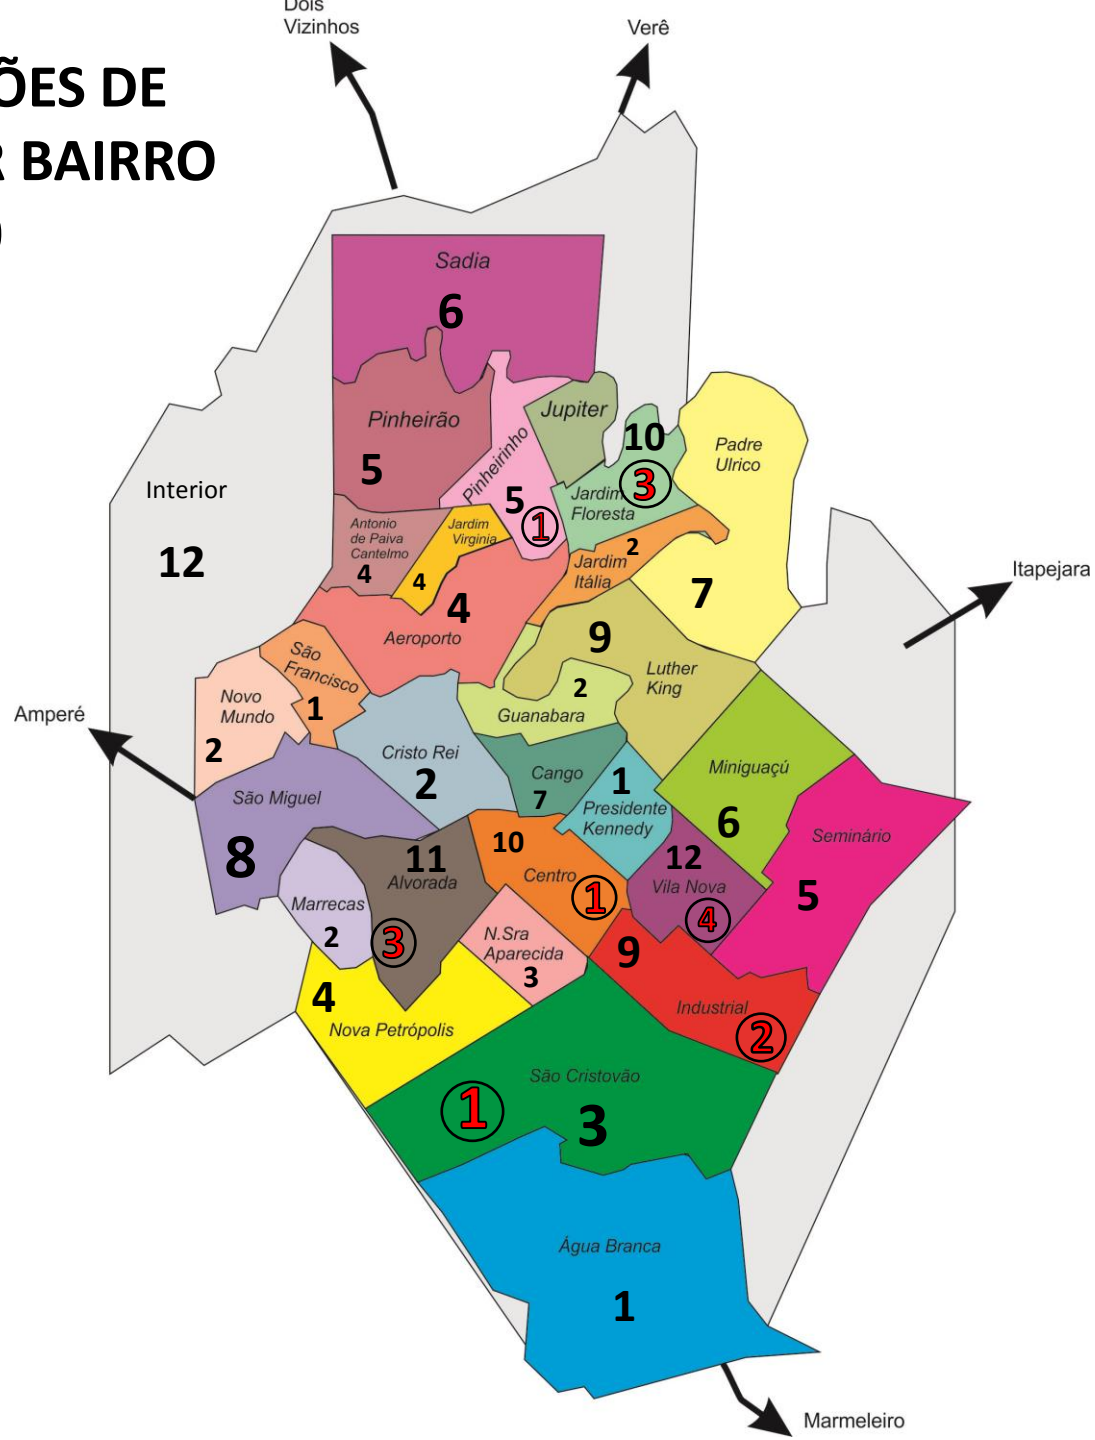 Dois
Vizinhos
Verê
ÕES DE
R BAIRRO
)
Sadia
6
Pinheirão
5
Pinheirinho
5
1
Jupiter
10
3
Jardim
Floresta
Padre
Ulrico
7
Interior
12
Antonio
de Paiva
Cantelmo
4
Jardim
Virginia
4
2
Jardim
Itália
Itapejara
4
Aeroporto
9
Luther
King
São
Francisco
1
Novo
Mundo
2
Amperé
2
Guanabara
Cristo Rei
2
Cango
7
1
Presidente
Kennedy
Miniguaçú
6
São Miguel
8
Seminário
5
11
Alvorada
3
10
Centro
1
12
Vila Nova
4
Marrecas
2
N.Sra
Aparecida
3
9
Industrial
2
4
Nova Petrópolis
São Cristovão
1
3
Água Branca
1
Marmeleiro